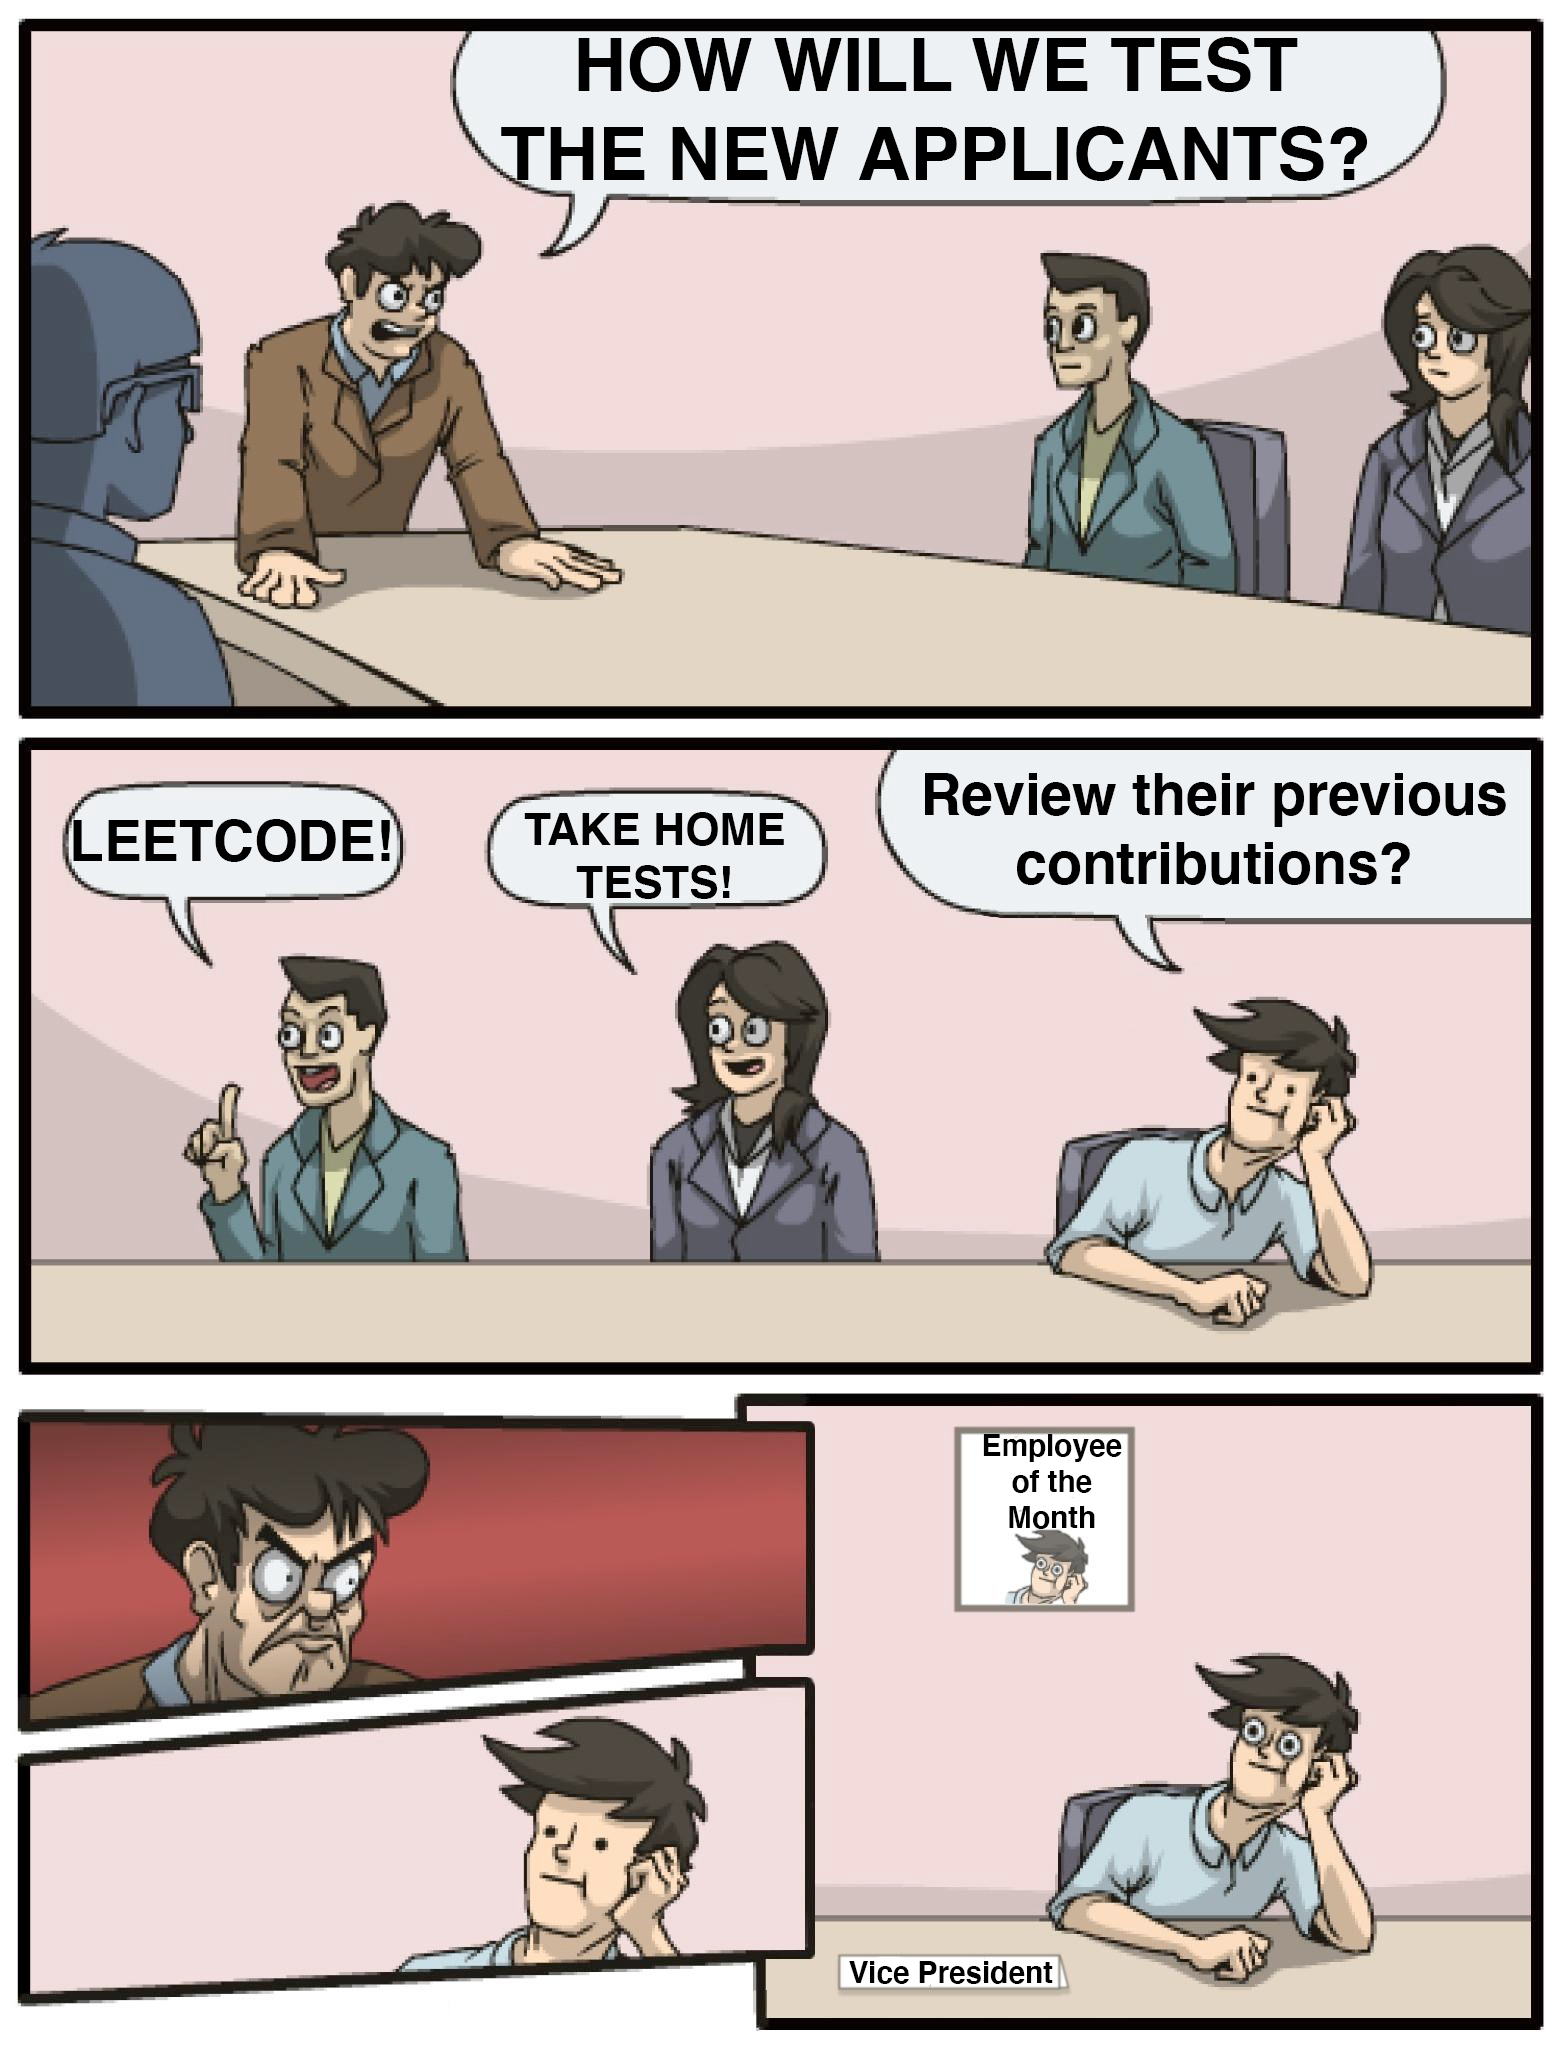 HOW WILL WE TEST
THE NEW APPLICANTS?
LEETCODE!
TAKE HOME
TESTS!
Review their previous
contributions?
Employee
of the
Month
Vice President